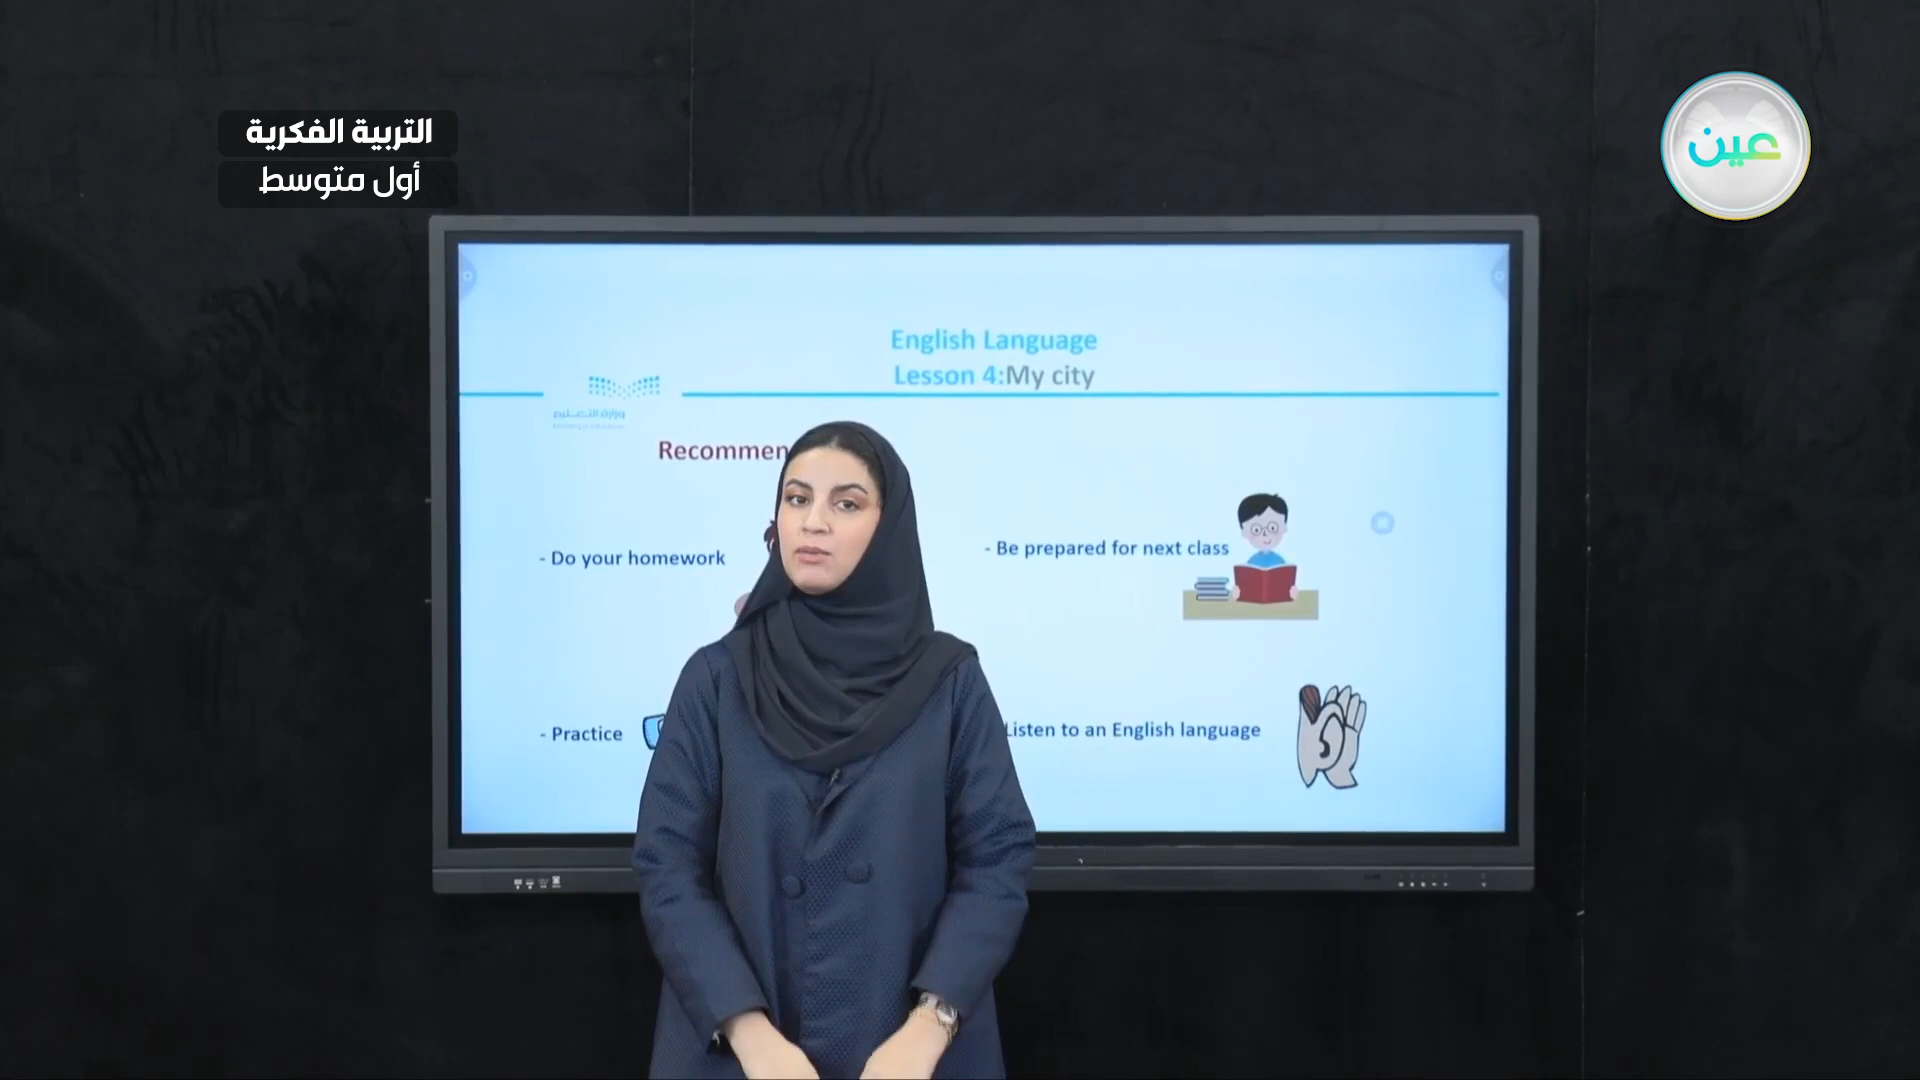 التربية الفكرية
أول متوسط
عين
English Language
Lesson 4:My city
وزارة التعليم
Recommen
- Do your homework
- Be prepared for next class
- Practice
Listen to an English language